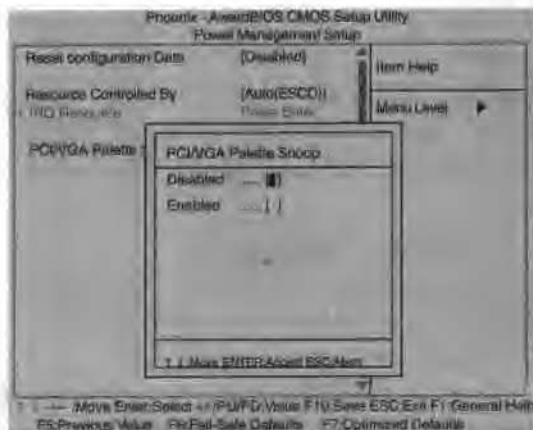 Phoenix - AwardBIOS CMOS Setup Utility
Power Management Setup
Reset configuration Data [Disabled]
Item Help
Resource Controlled By [Auto(ESCD)]
IRQ Resource Press Enter
Menu Level ▶
PCI/VGA Palette
PCI/VGA Palette Snoop
Disabled ..... [■]
Enabled ..... [ ]
↑ ↓ :Move ENTER:Accept ESC:Abort
:Move Enter:Select +/-/PU/PD:Value F10:Save ESC:Exit F1:General Help
F5:Previous Value F6:Fail-Safe Defaults F7:Optimized Defaults